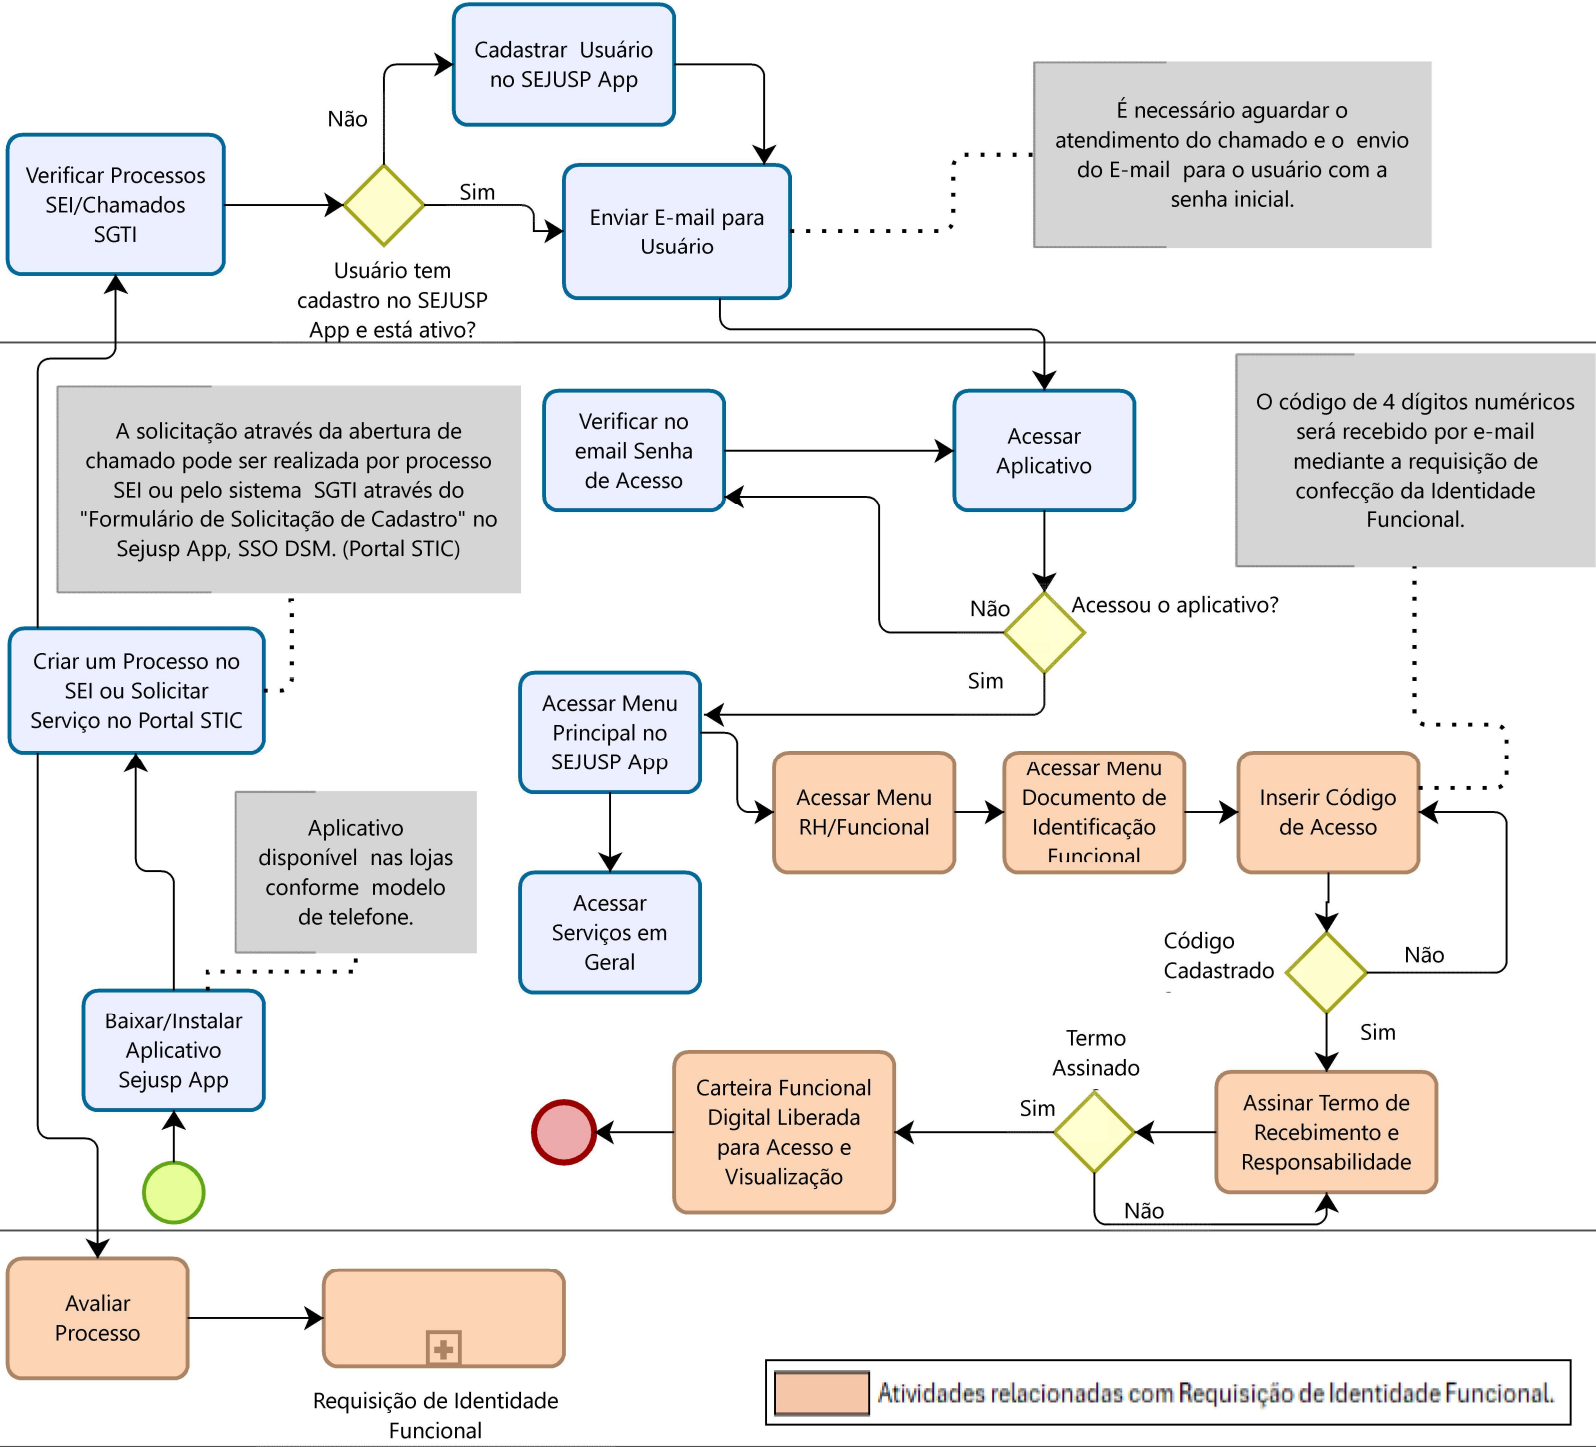 Cadastrar Usuário
no SEJUSP App
Não
Verificar Processos
SEI/Chamados
SGTI
Sim
Enviar E-mail para
Usuário
É necessário aguardar o
atendimento do chamado e o envio
do E-mail para o usuário com a
senha inicial.
Usuário tem
cadastro no SEJUSP
App e está ativo?
A solicitação através da abertura de
chamado pode ser realizada por processo
SEI ou pelo sistema SGTI através do
"Formulário de Solicitação de Cadastro" no
Sejusp App, SSO DSM. (Portal STIC)
Verificar no
email Senha
de Acesso
Acessar
Aplicativo
O código de 4 dígitos numéricos
será recebido por e-mail
mediante a requisição de
confecção da Identidade
Funcional.
Não
Acessou o aplicativo?
Sim
Criar um Processo no
SEI ou Solicitar
Serviço no Portal STIC
Acessar Menu
Principal no
SEJUSP App
Acessar Menu
RH/Funcional
Acessar Menu
Documento de
Identificação
Funcional
Inserir Código
de Acesso
Aplicativo
disponível nas lojas
conforme modelo
de telefone.
Acessar
Serviços em
Geral
Código
Cadastrado
Não
Sim
Baixar/Instalar
Aplicativo
Sejusp App
Termo
Assinado
Sim
Carteira Funcional
Digital Liberada
para Acesso e
Visualização
Assinar Termo de
Recebimento e
Responsabilidade
Não
Avaliar
Processo
Requisição de Identidade
Funcional
Atividades relacionadas com Requisição de Identidade Funcional.